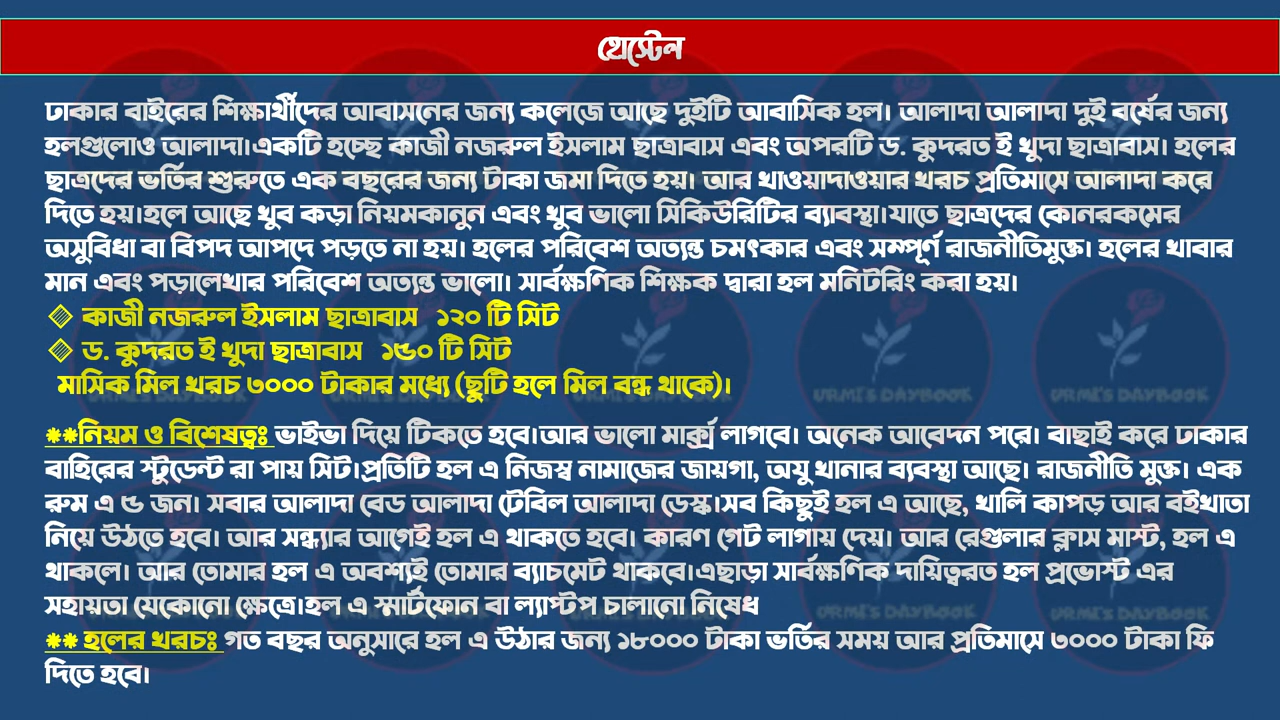 হোস্টেল
ঢাকার বাইরের শিক্ষার্থীদের আবাসনের জন্য কলেজে আছে দুইটি আবাসিক হল। আলাদা আলাদা দুই বর্ষের জন্য
হলগুলোও আলাদা।একটি হচ্ছে কাজী নজরুল ইসলাম ছাত্রাবাস এবং অপরটি ড. কুদরত ই খুদা ছাত্রাবাস। হলের
ছাত্রদের ভর্তির শুরুতে এক বছরের জন্য টাকা জমা দিতে হয়। আর খাওয়াদাওয়ার খরচ প্রতিমাসে আলাদা করে
দিতে হয়।হলে আছে খুব কড়া নিয়মকানুন এবং খুব ভালো সিকিউরিটির ব্যাবস্থা।যাতে ছাত্রদের কোনরকমের
অসুবিধা বা বিপদ আপদে পড়তে না হয়। হলের পরিবেশ অত্যন্ত চমৎকার এবং সম্পূর্ণ রাজনীতিমুক্ত। হলের খাবার
মান এবং পড়ালেখার পরিবেশ অত্যন্ত ভালো। সার্বক্ষণিক শিক্ষক দ্বারা হল মনিটরিং করা হয়।
কাজী নজরুল ইসলাম ছাত্রাবাস ১২০ টি সিট
ড. কুদরত ই খুদা ছাত্রাবাস ১৫০ টি সিট
মাসিক মিল খরচ ৩০০০ টাকার মধ্যে (ছুটি হলে মিল বন্ধ থাকে)।
**নিয়ম ও বিশেষত্বঃ ভাইভা দিয়ে টিকতে হবে।আর ভালো মার্ক্স লাগবে। অনেক আবেদন পরে। বাছাই করে ঢাকার
বাহিরের স্টুডেন্ট রা পায় সিট।প্রতিটি হল এ নিজস্ব নামাজের জায়গা, অযু খানার ব্যবস্থা আছে। রাজনীতি মুক্ত। এক
রুম এ ৫ জন। সবার আলাদা বেড আলাদা টেবিল আলাদা ডেস্ক।সব কিছুই হল এ আছে, খালি কাপড় আর বইখাতা
নিয়ে উঠতে হবে। আর সন্ধ্যার আগেই হল এ থাকতে হবে। কারণ গেট লাগায় দেয়। আর রেগুলার ক্লাস মাস্ট, হল এ
থাকলে। আর তোমার হল এ অবশ্যই তোমার ব্যাচমেট থাকবে।এছাড়া সার্বক্ষণিক দায়িত্বরত হল প্রভোস্ট এর
সহায়তা যেকোনো ক্ষেত্রে।হল এ স্মার্টফোন বা ল্যাপ্টপ চালানো নিষেধ
** হলের খরচঃ গত বছর অনুসারে হল এ উঠার জন্য ১৮০০০ টাকা ভর্তির সময় আর প্রতিমাসে ৩০০০ টাকা ফি
দিতে হবে।
URMI'S DAYBOOK